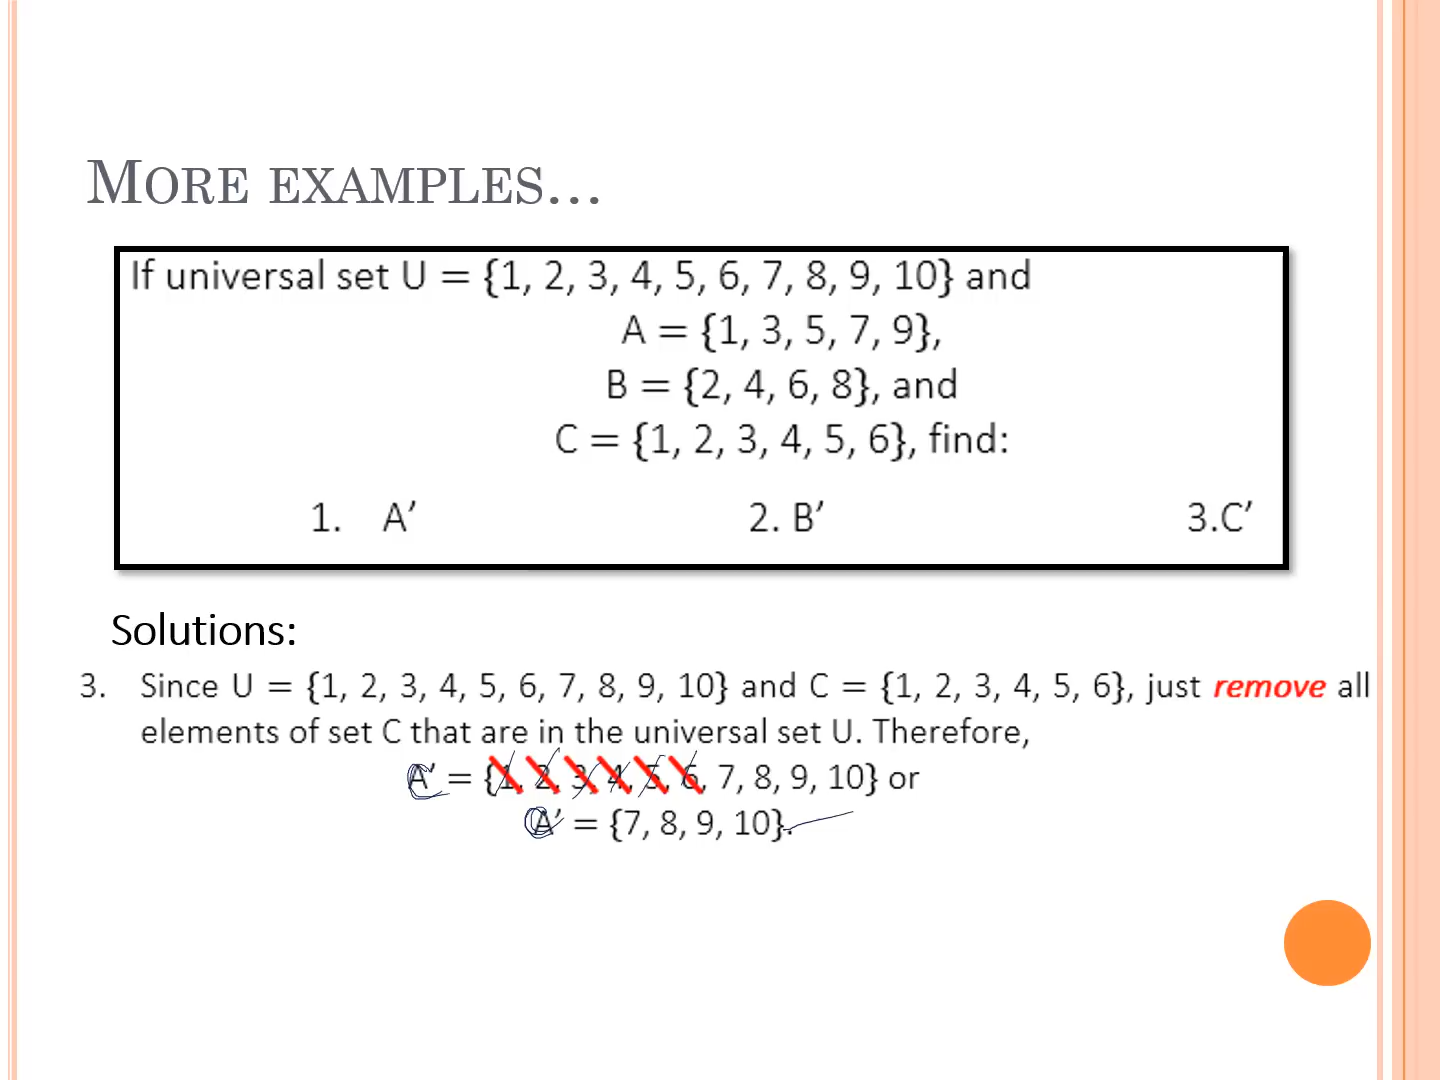 MORE EXAMPLES...
If universal set U = {1, 2, 3, 4, 5, 6, 7, 8, 9, 10} and
A = {1, 3, 5, 7, 9},
B = {2, 4, 6, 8}, and
C = {1, 2, 3, 4, 5, 6}, find:
1. A′ 2. B′ 3.C′
Solutions:
3. Since U = {1, 2, 3, 4, 5, 6, 7, 8, 9, 10} and C = {1, 2, 3, 4, 5, 6}, just remove all
elements of set C that are in the universal set U. Therefore,
A′ = {1, 2, 3, 4, 5, 6, 7, 8, 9, 10} or
A′ = {7, 8, 9, 10}.